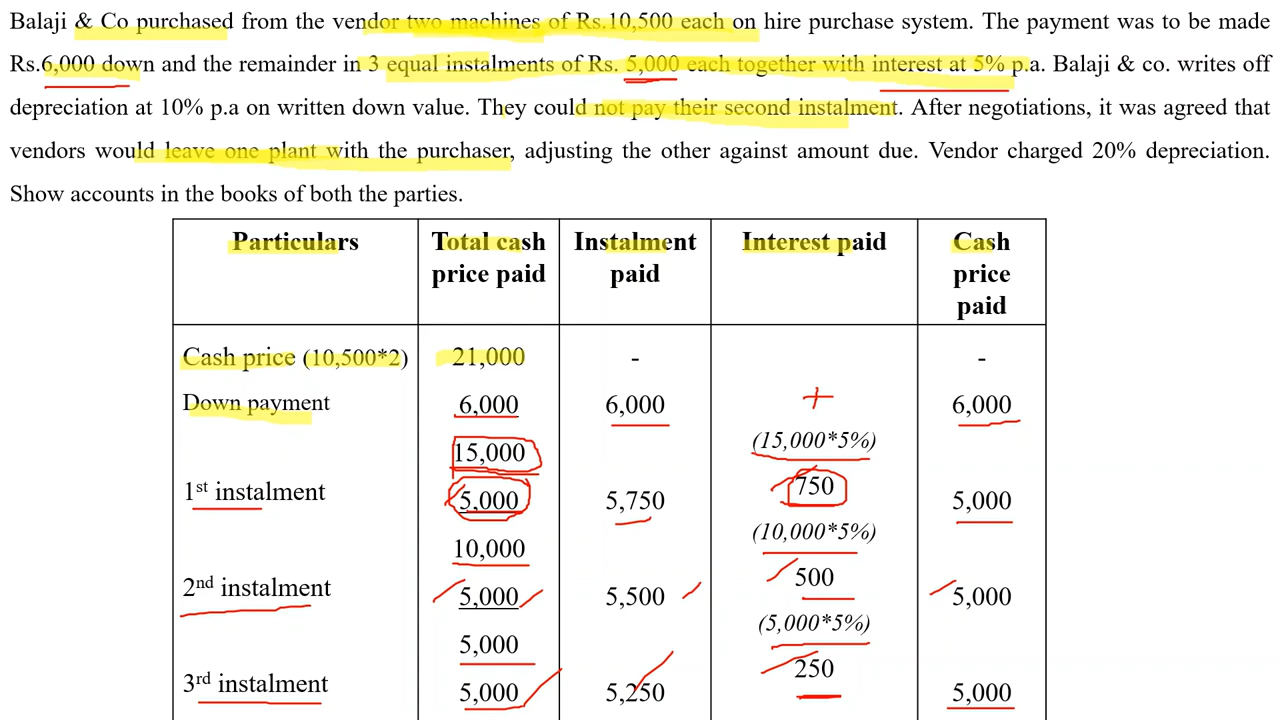 Balaji & Co purchased from the vendor two machines of Rs.10,500 each on hire purchase system. The payment was to be made
Rs.6,000 down and the remainder in 3 equal instalments of Rs. 5,000 each together with interest at 5% p.a. Balaji & co. writes off
depreciation at 10% p.a on written down value. They could not pay their second instalment. After negotiations, it was agreed that
vendors would leave one plant with the purchaser, adjusting the other against amount due. Vendor charged 20% depreciation.
Show accounts in the books of both the parties.
Particulars Total cash Instalment Interest paid Cash
price paid paid price
paid
Cash price (10,500*2) 21,000 - -
Down payment 6,000 6,000 + 6,000
15,000 (15,000*5%)
1st instalment 5,000 5,750 750 5,000
10,000 (10,000*5%)
2nd instalment 5,000 5,500 500 5,000
5,000 (5,000*5%)
3rd instalment 5,000 5,250 250 5,000